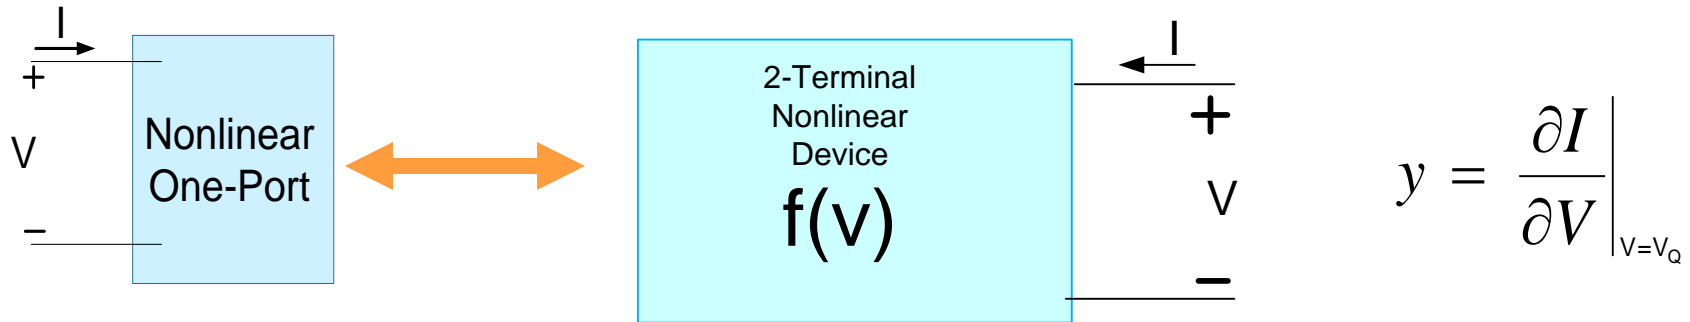 I
+
V
−
Nonlinear
One-Port
2-Terminal
Nonlinear
Device
f(v)
I
+
V
−
y = ∂I/∂V |V=VQ